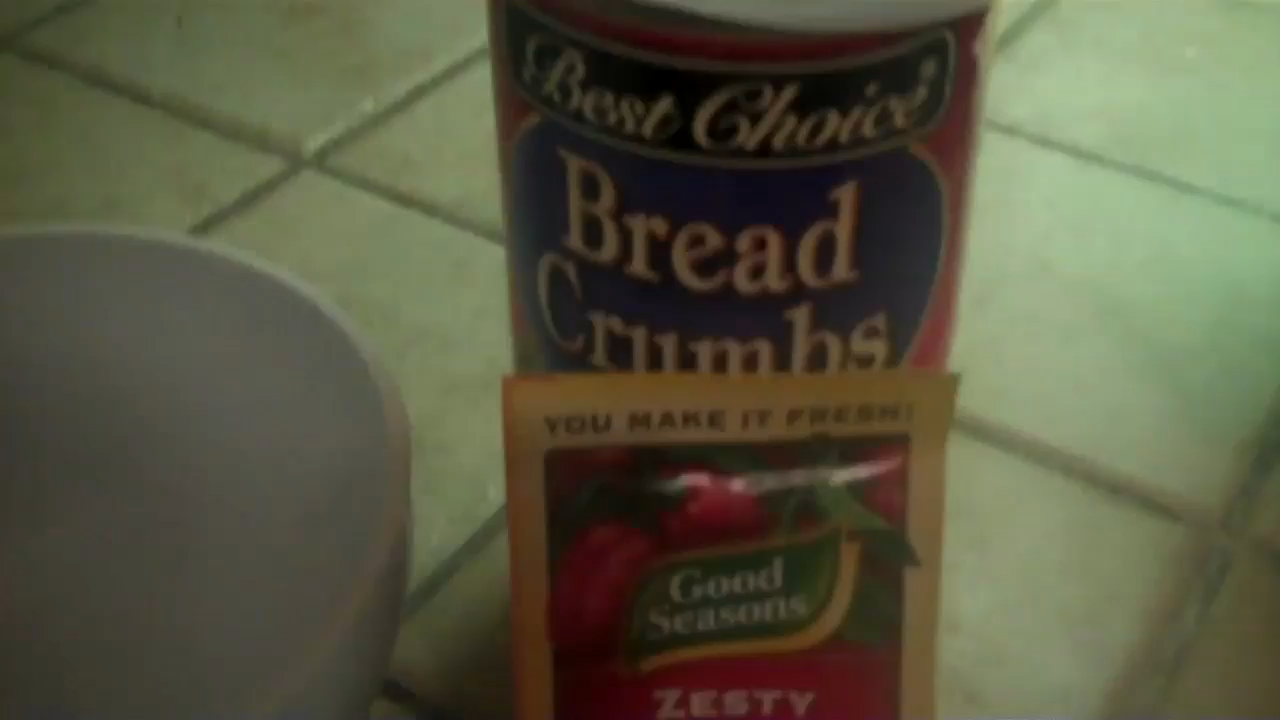 Best Choice
Bread
Crumbs
YOU MAKE IT FRESH!
Good
Seasons
ZESTY